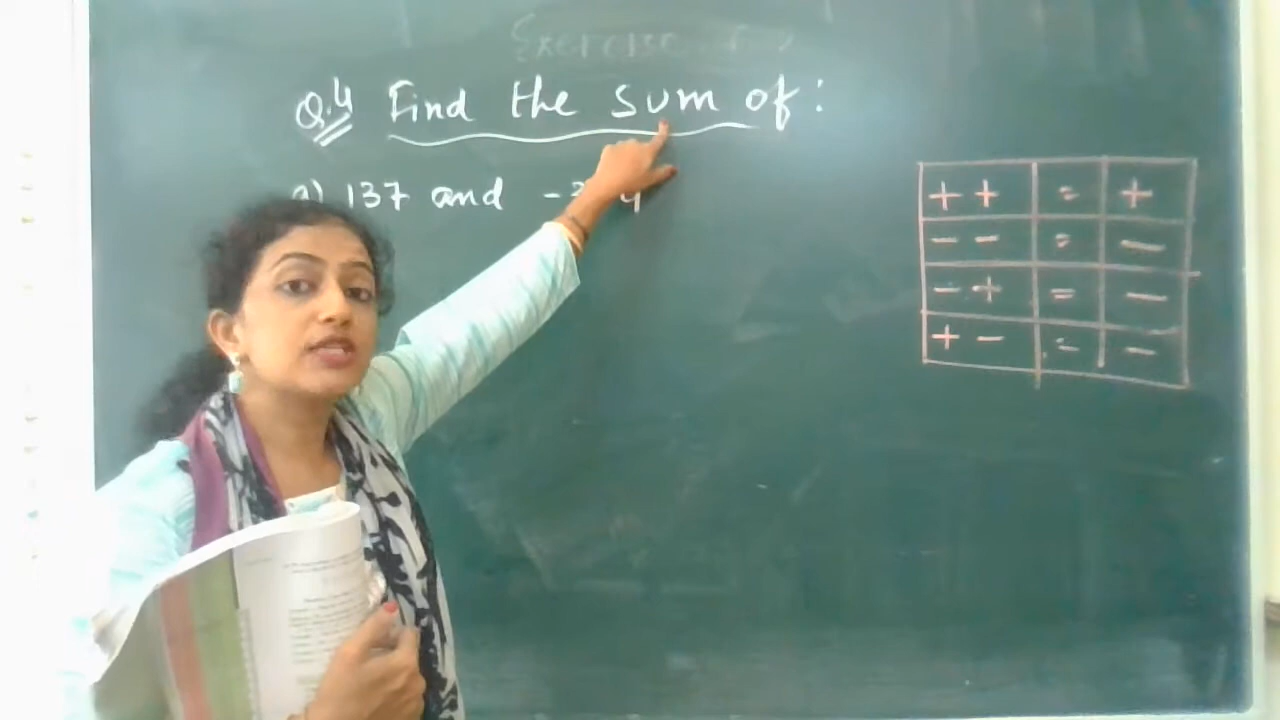 Exercise
Q.4 Find the sum of :
a) 137 and
+ + = +
- - = -
- + = -
+ - = -